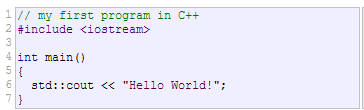 1 // my first program in C++
2 #include <iostream>
3
4 int main()
5 {
6   std::cout << "Hello World!";
7 }